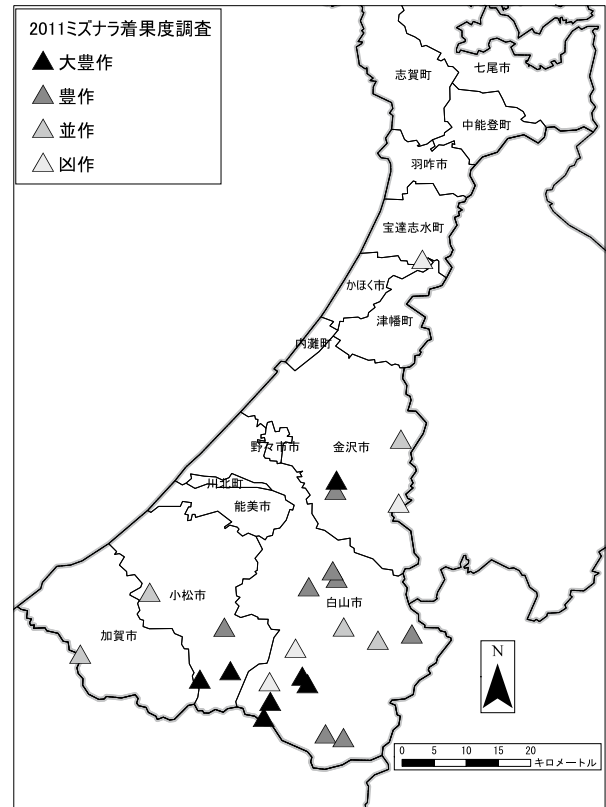 2011ミズナラ着果度調査
大豊作
豊作
並作
凶作
七尾市
志賀町
中能登町
羽咋市
宝達志水町
かほく市
津幡町
内灘町
野々市市
金沢市
川北町
能美市
小松市
白山市
加賀市
N
0 5 10 15 20
キロメートル